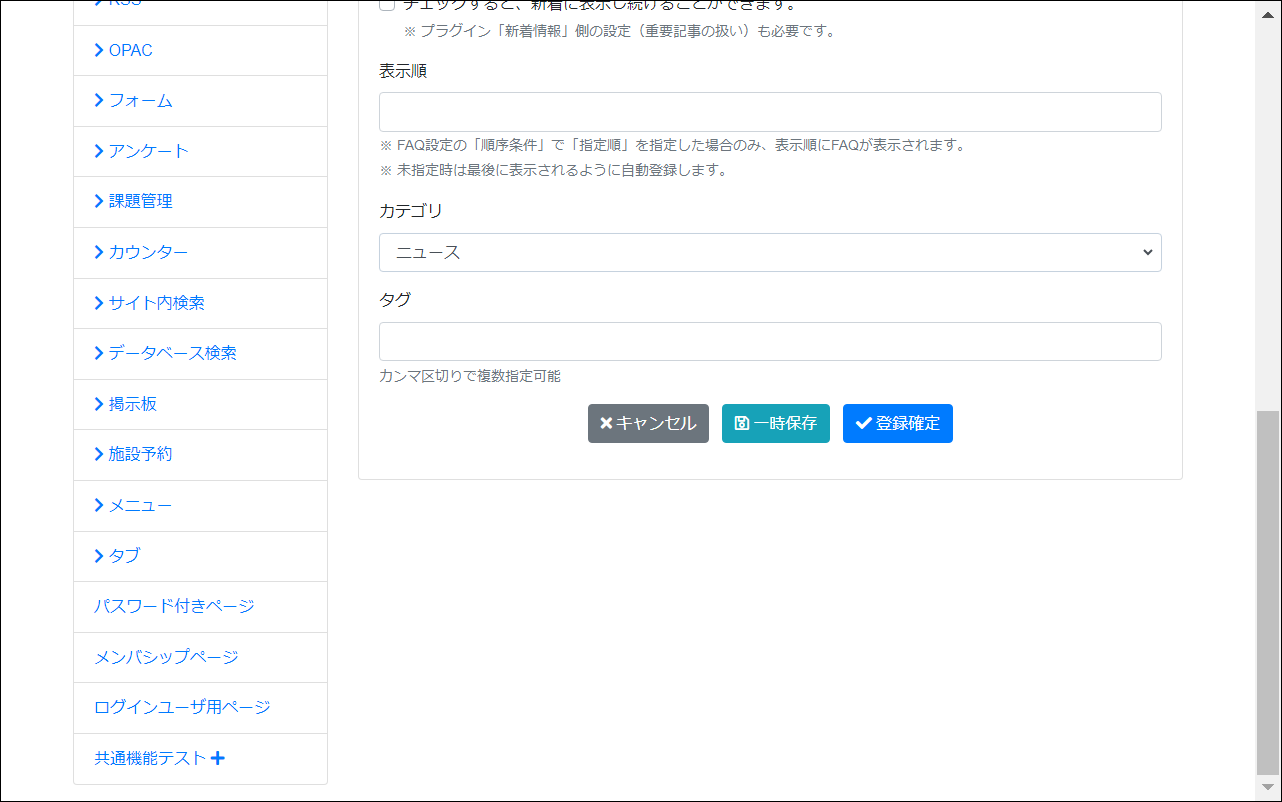 RSS
OPAC
フォーム
アンケート
課題管理
カウンター
サイト内検索
データベース検索
掲示板
施設予約
メニュー
タブ
パスワード付きページ
メンバシップページ
ログインユーザ用ページ
共通機能テスト
チェックすると、新着に表示し続けることができます。
※ プラグイン「新着情報」側の設定（重要記事の扱い）も必要です。
表示順
※ FAQ設定の「順序条件」で「指定順」を指定した場合のみ、表示順にFAQが表示されます。
※ 未指定時は最後に表示されるように自動登録します。
カテゴリ
ニュース
タグ
カンマ区切りで複数指定可能
キャンセル 一時保存 登録確定